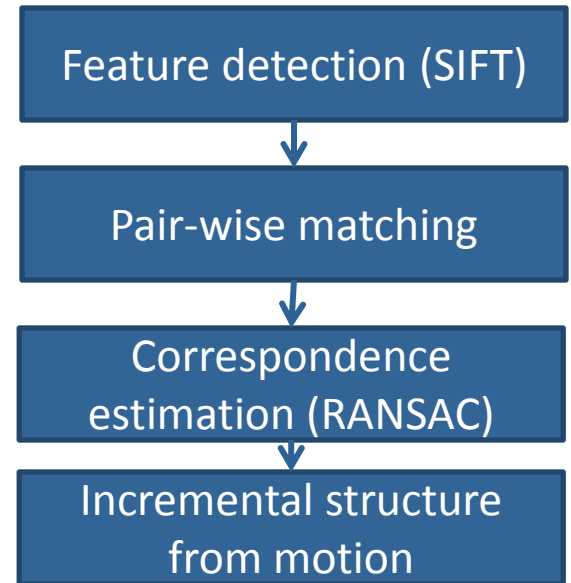 Feature detection (SIFT)
Pair-wise matching
Correspondence
estimation (RANSAC)
Incremental structure
from motion